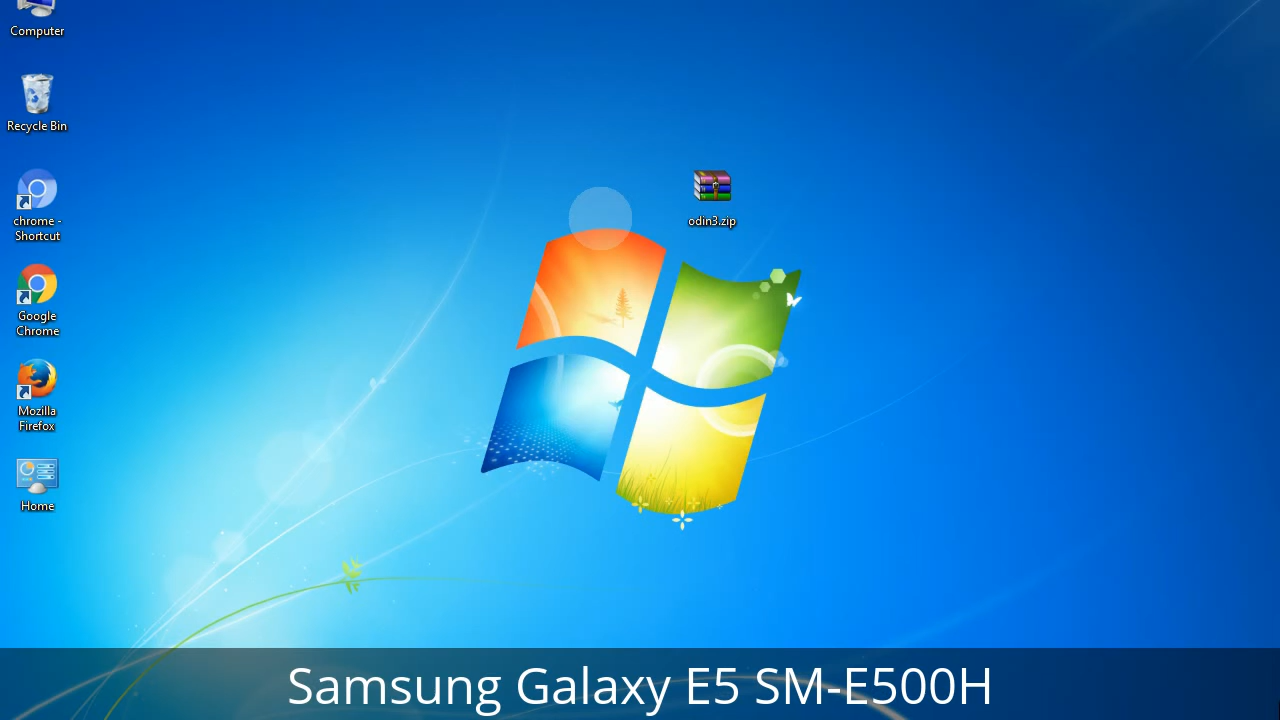 Computer
Recycle Bin
chrome -
Shortcut
Google
Chrome
Mozilla
Firefox
Home
odin3.zip
Samsung Galaxy E5 SM-E500H